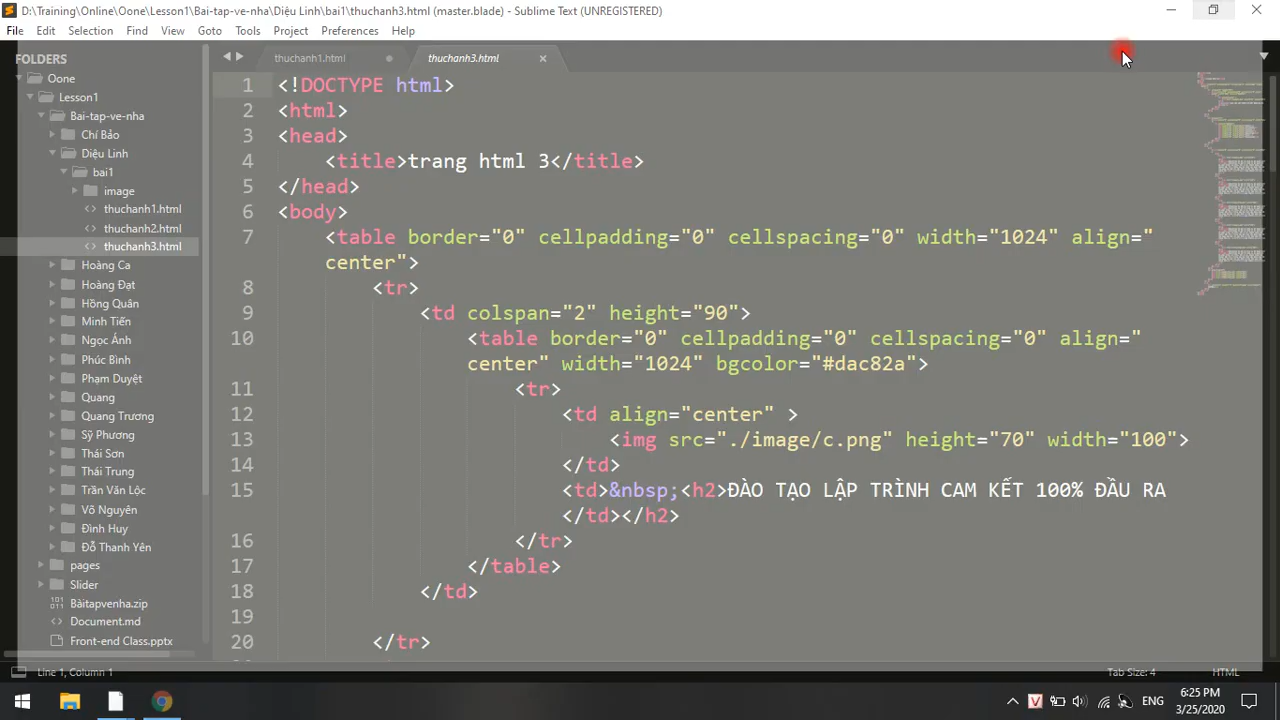 D:\Training\Online\Oone\Lesson1\Bai-tap-ve-nha\Diệu Linh\bai1\thuchanh3.html (master.blade) - Sublime Text (UNREGISTERED)
File Edit Selection Find View Goto Tools Project Preferences Help
FOLDERS
Oone
Lesson1
Bai-tap-ve-nha
Chí Bảo
Diệu Linh
bai1
image
thuchanh1.html
thuchanh2.html
thuchanh3.html
Hoàng Ca
Hoàng Đạt
Hồng Quân
Minh Tiến
Ngọc Ánh
Phúc Bình
Phạm Duyệt
Quang
Quang Trương
Sỹ Phương
Thái Sơn
Thái Trung
Trần Văn Lộc
Võ Nguyên
Đình Huy
Đỗ Thanh Yên
pages
Slider
Bàitapvenha.zip
Document.md
Front-end Class.pptx
thuchanh1.html thuchanh3.html
1 <!DOCTYPE html>
2 <html>
3 <head>
4 <title>trang html 3</title>
5 </head>
6 <body>
7 <table border="0" cellpadding="0" cellspacing="0" width="1024" align="
center">
8 <tr>
9 <td colspan="2" height="90">
10 <table border="0" cellpadding="0" cellspacing="0" align="
center" width="1024" bgcolor="#dac82a">
11 <tr>
12 <td align="center" >
13 <img src="./image/c.png" height="70" width="100">
14 </td>
15 <td>&nbsp;<h2>ĐÀO TẠO LẬP TRÌNH CAM KẾT 100% ĐẦU RA
</td></h2>
16 </tr>
17 </table>
18 </td>
19
20 </tr>
Line 1, Column 1 Tab Size: 4 HTML
ENG
6:25 PM
3/25/2020